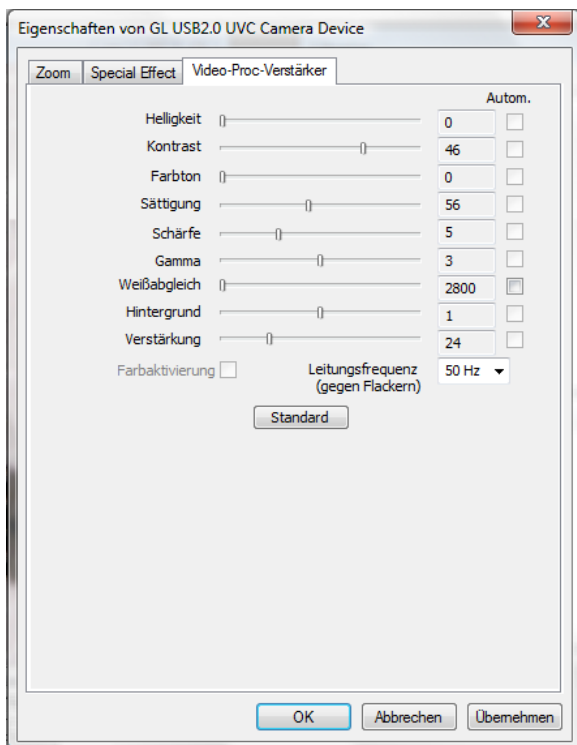 Eigenschaften von GL USB2.0 UVC Camera Device
Zoom Special Effect Video-Proc-Verstärker
Autom.
Helligkeit 0
Kontrast 46
Farbton 0
Sättigung 56
Schärfe 5
Gamma 3
Weißabgleich 2800
Hintergrund 1
Verstärkung 24
Farbaktivierung Leitungsfrequenz 50 Hz
(gegen Flackern)
Standard
OK Abbrechen Übernehmen